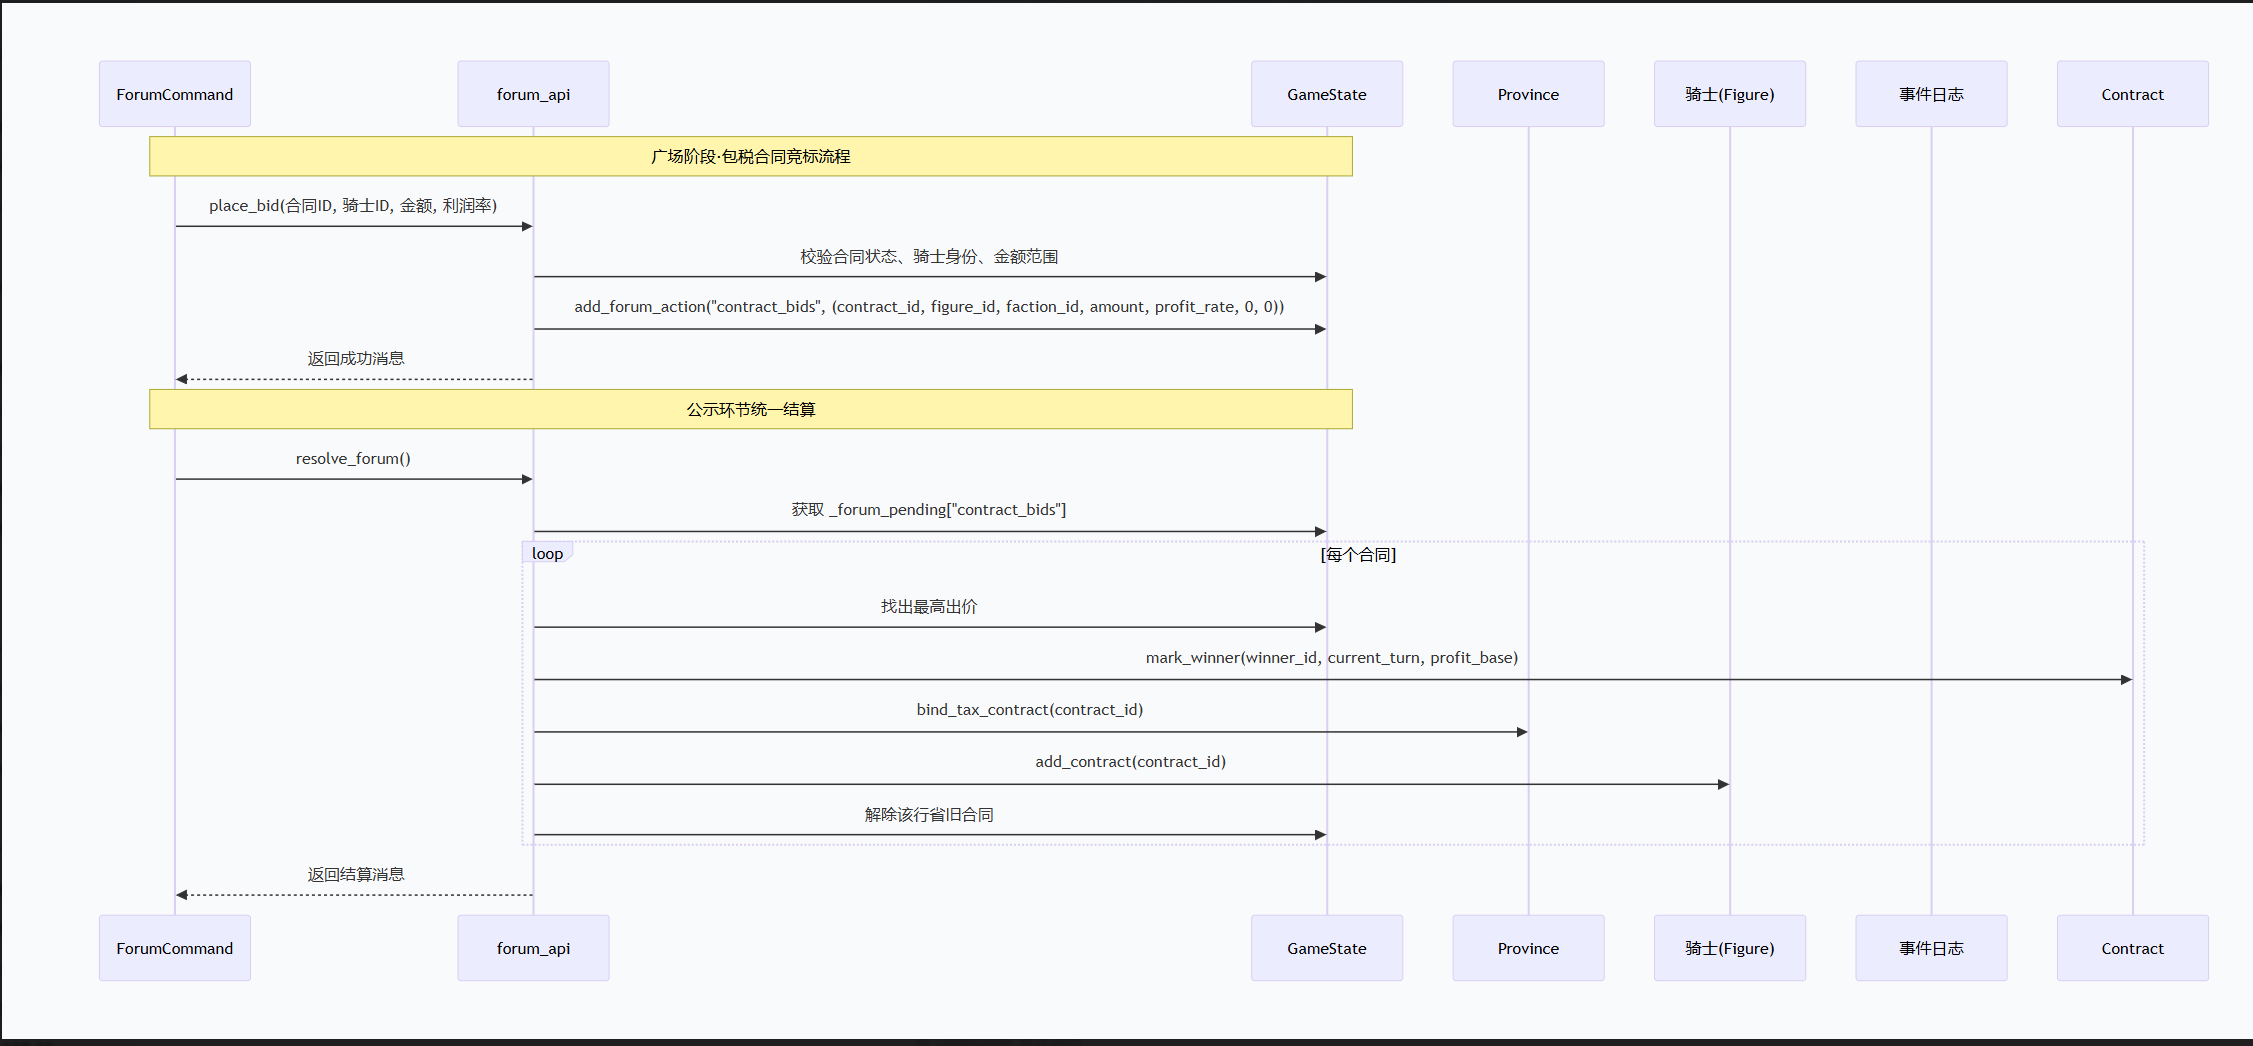 ForumCommand
forum_api
GameState
Province
骑士(Figure)
事件日志
Contract
广场阶段·包税合同竞标流程
place_bid(合同ID, 骑士ID, 金额, 利润率)
校验合同状态、骑士身份、金额范围
add_forum_action("contract_bids", (contract_id, figure_id, faction_id, amount, profit_rate, 0, 0))
返回成功消息
公示环节统一结算
resolve_forum()
获取 _forum_pending["contract_bids"]
loop
[每个合同]
找出最高出价
mark_winner(winner_id, current_turn, profit_base)
bind_tax_contract(contract_id)
add_contract(contract_id)
解除该行省旧合同
返回结算消息
ForumCommand
forum_api
GameState
Province
骑士(Figure)
事件日志
Contract